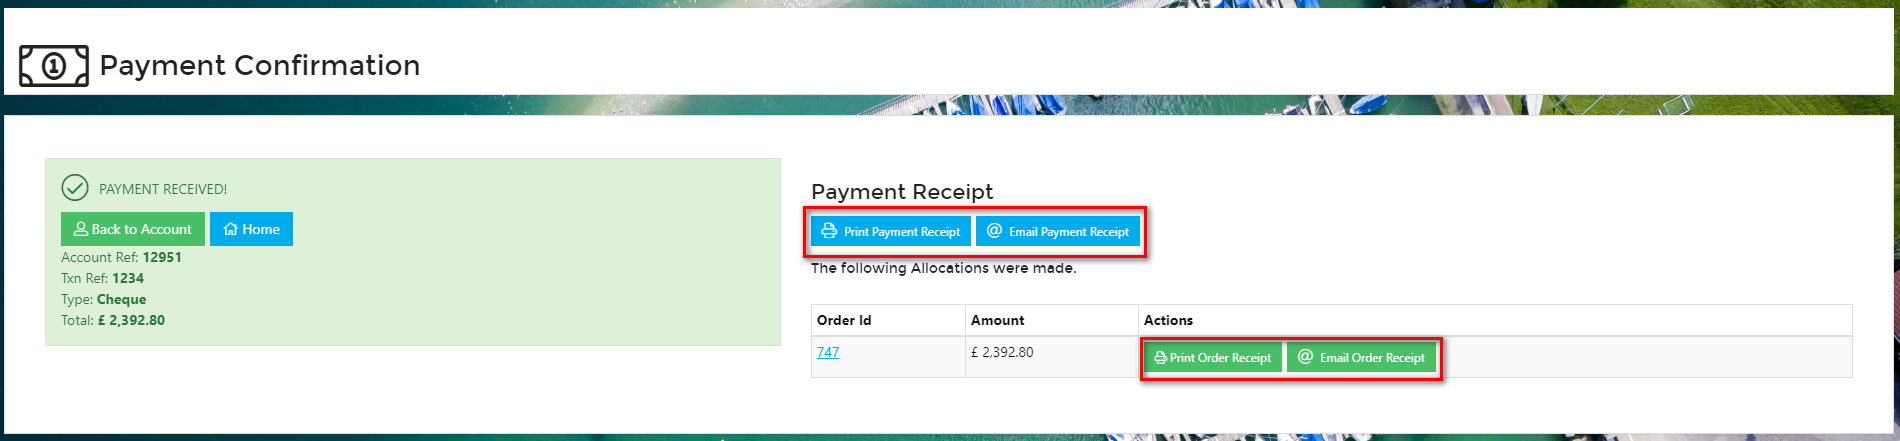 Payment Confirmation
PAYMENT RECEIVED!
Back to Account Home
Account Ref: 12951
Txn Ref: 1234
Type: Cheque
Total: £ 2,392.80
Payment Receipt
Print Payment Receipt @ Email Payment Receipt
The following Allocations were made.
Order Id Amount Actions
747 £ 2,392.80 Print Order Receipt @ Email Order Receipt